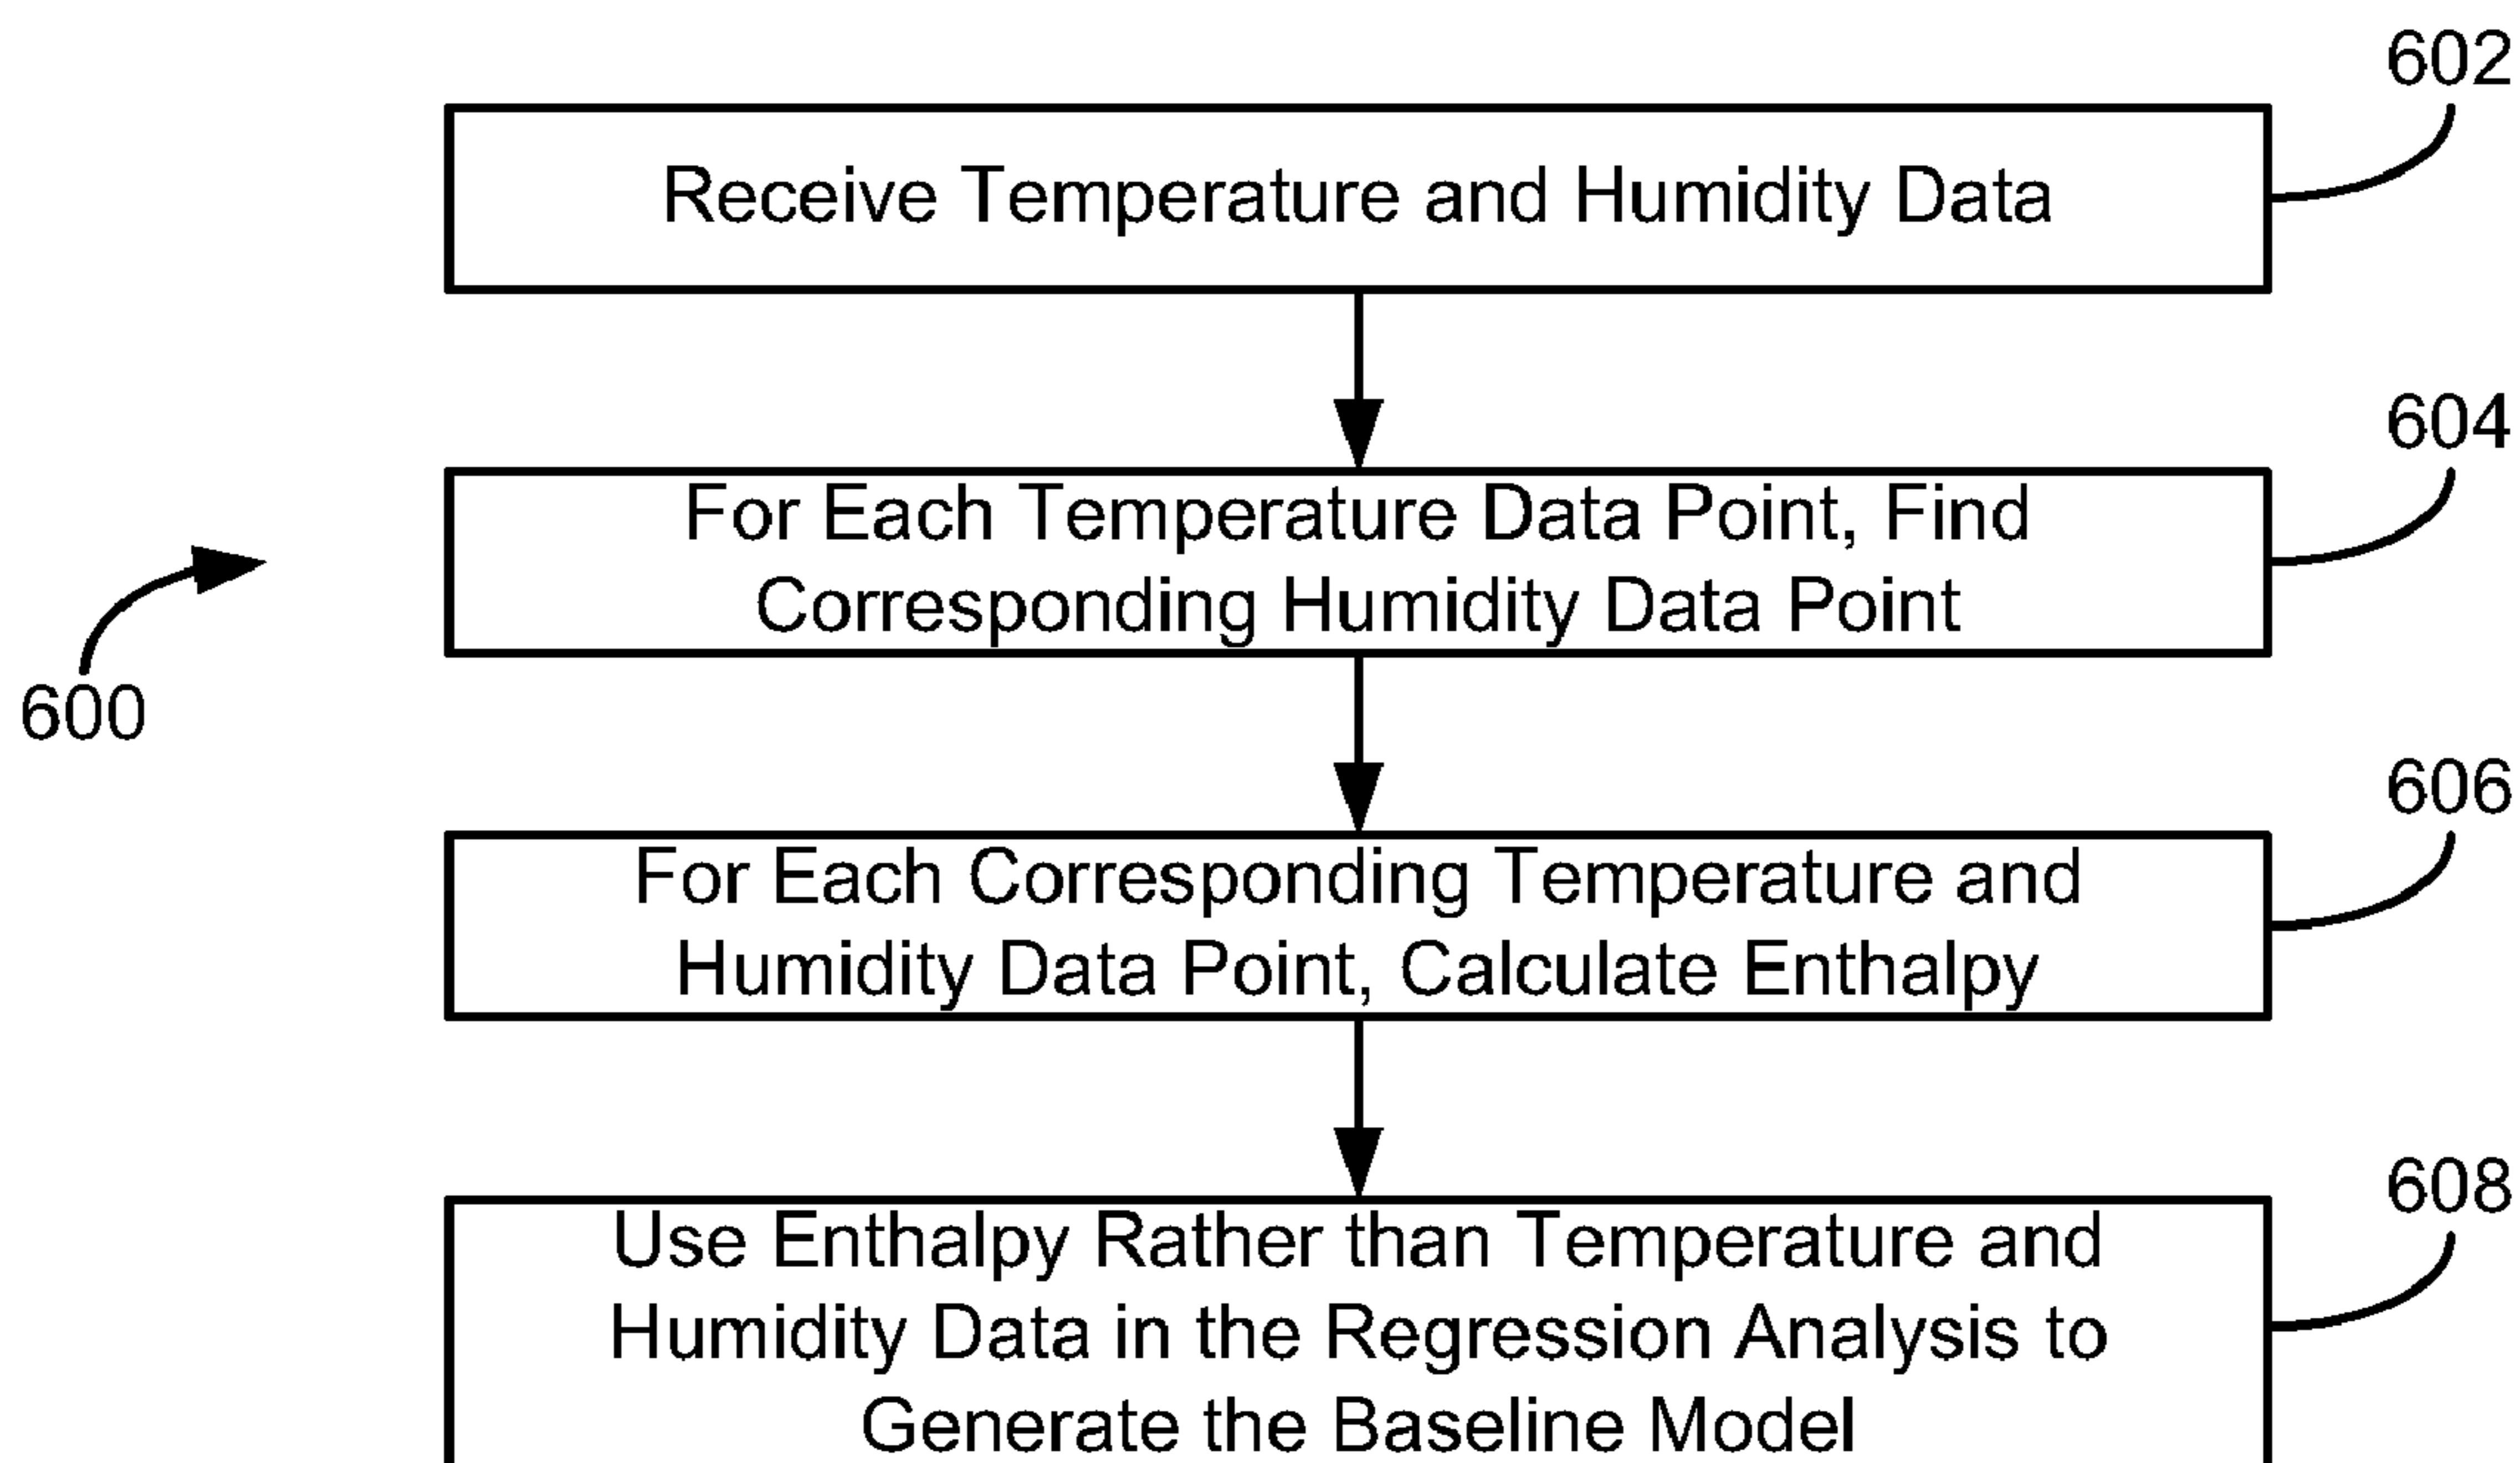 602
Receive Temperature and Humidity Data
604
For Each Temperature Data Point, Find
Corresponding Humidity Data Point
600
606
For Each Corresponding Temperature and
Humidity Data Point, Calculate Enthalpy
608
Use Enthalpy Rather than Temperature and
Humidity Data in the Regression Analysis to
Generate the Baseline Model